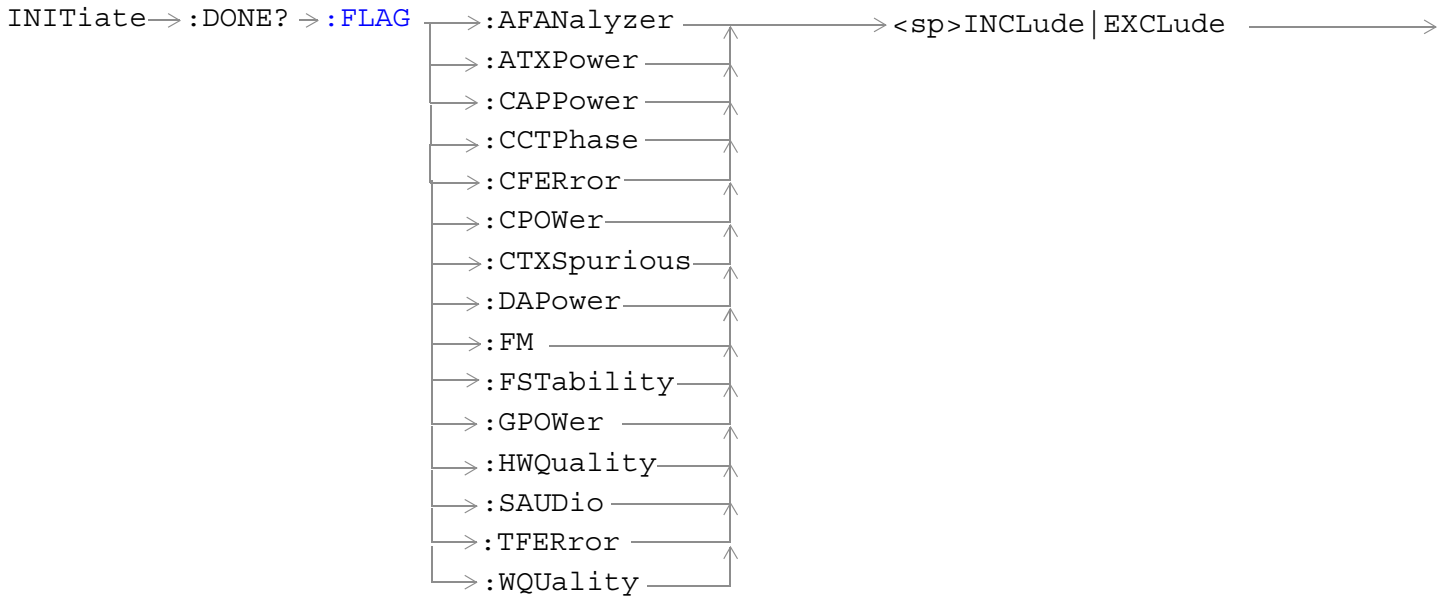 INITiate :DONE? :FLAG :AFANalyzer <sp>INCLude|EXCLude
:ATXPower
:CAPPower
:CCTPhase
:CFERror
:CPOWer
:CTXSpurious
:DAPower
:FM
:FSTability
:GPOWer
:HWQuality
:SAUDio
:TFERror
:WQUality